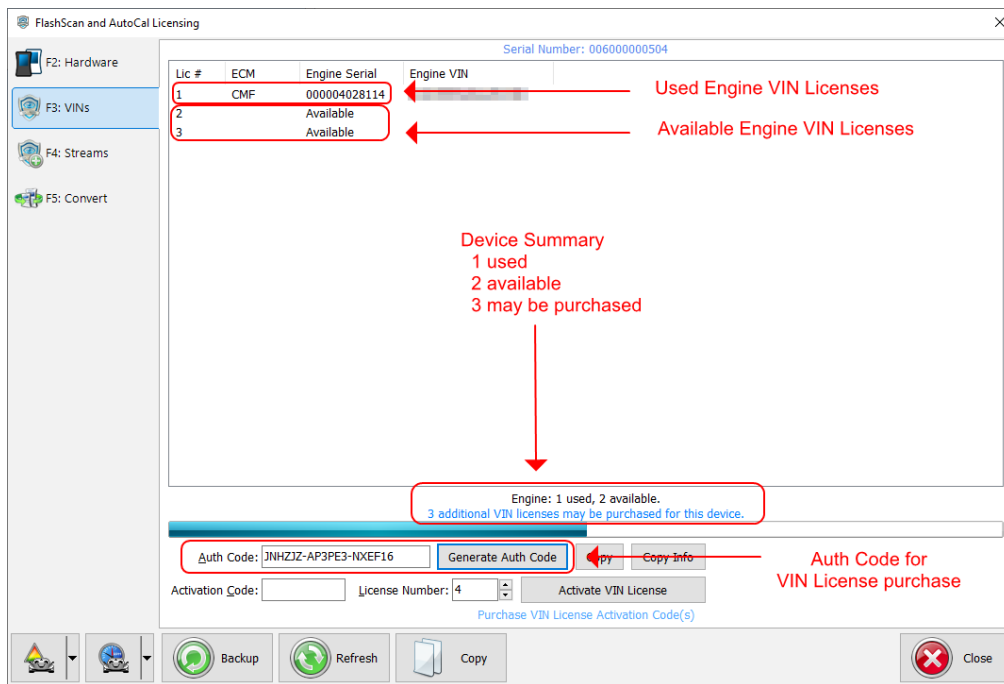 FlashScan and AutoCal Licensing
F2: Hardware
F3: VINs
F4: Streams
F5: Convert
Serial Number: 006000000504
Lic # ECM Engine Serial Engine VIN
1 CMF 000004028114
2 Available
3 Available
Used Engine VIN Licenses
Available Engine VIN Licenses
Device Summary
1 used
2 available
3 may be purchased
Engine: 1 used, 2 available.
3 additional VIN licenses may be purchased for this device.
Auth Code: JNHZJZ-AP3PE3-NXEF16 Generate Auth Code Copy Copy Info
Auth Code for
VIN License purchase
Activation Code: License Number: 4 Activate VIN License
Purchase VIN License Activation Code(s)
Backup Refresh Copy Close